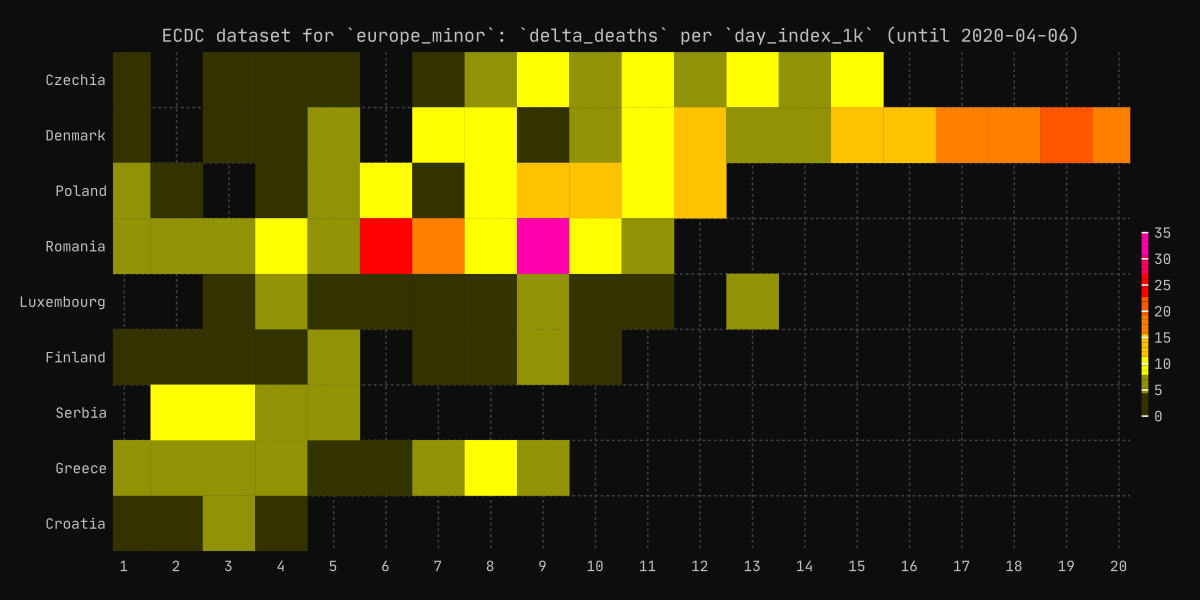 ECDC dataset for `europe_minor`: `delta_deaths` per `day_index_1k` (until 2020-04-06)
Czechia
Denmark
Poland
Romania
Luxembourg
Finland
Serbia
Greece
Croatia
35
30
25
20
15
10
5
0
1 2 3 4 5 6 7 8 9 10 11 12 13 14 15 16 17 18 19 20